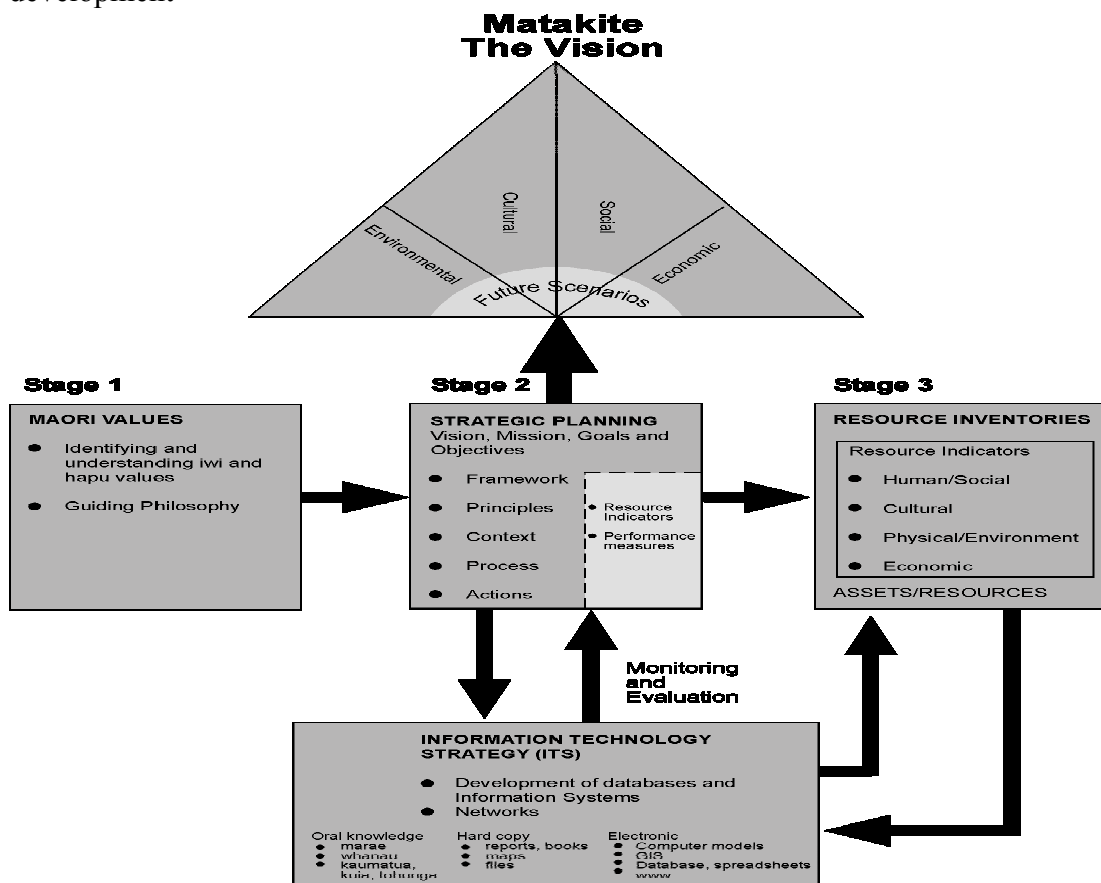 development
Matakite
The Vision
Environmental
Cultural
Social
Economic
Future Scenarios
Stage 1
MAORI VALUES
Identifying and
understanding iwi and
hapu values
Guiding Philosophy
Stage 2
STRATEGIC PLANNING
Vision, Mission, Goals and
Objectives
Framework
Principles
Context
Process
Actions
Resource
Indicators
Performance
measures
Stage 3
RESOURCE INVENTORIES
Resource Indicators
Human/Social
Cultural
Physical/Environment
Economic
ASSETS/RESOURCES
Monitoring
and
Evaluation
INFORMATION TECHNOLOGY
STRATEGY (ITS)
Development of databases and
Information Systems
Networks
Oral knowledge
marae
whanau
kaumatua,
kuia, tohunga
Hard copy
reports, books
maps
files
Electronic
Computer models
GIS
Database, spreadsheets
www